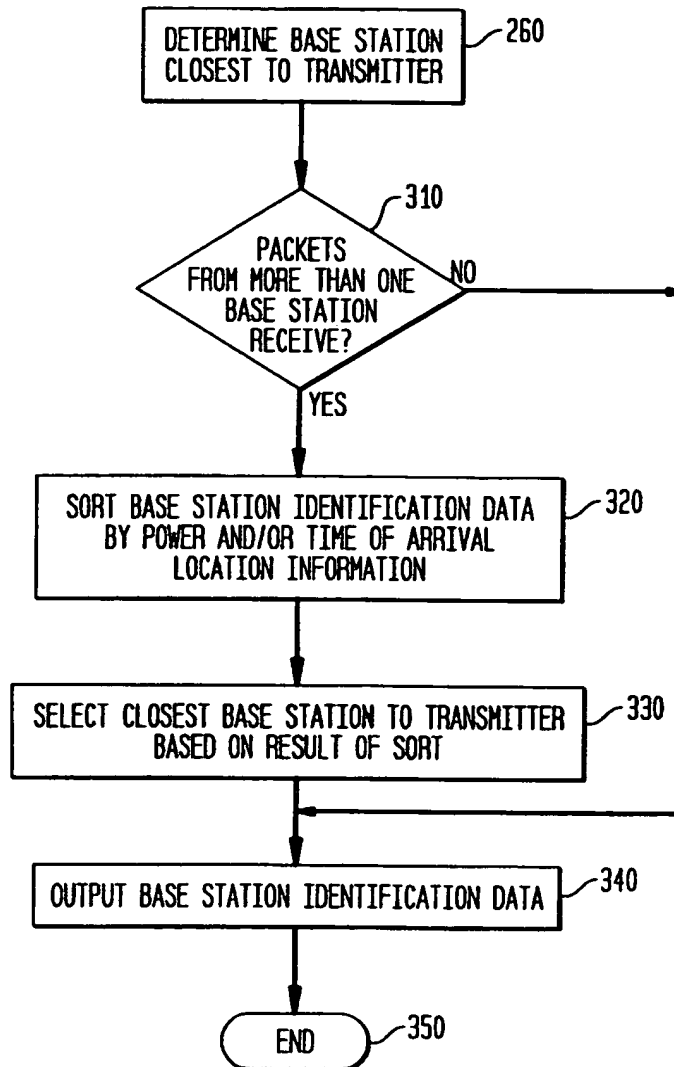 DETERMINE BASE STATION
CLOSEST TO TRANSMITTER
260
310
PACKETS
FROM MORE THAN ONE
BASE STATION
RECEIVE?
NO
YES
SORT BASE STATION IDENTIFICATION DATA
BY POWER AND/OR TIME OF ARRIVAL
LOCATION INFORMATION
320
SELECT CLOSEST BASE STATION TO TRANSMITTER
BASED ON RESULT OF SORT
330
OUTPUT BASE STATION IDENTIFICATION DATA
340
END
350